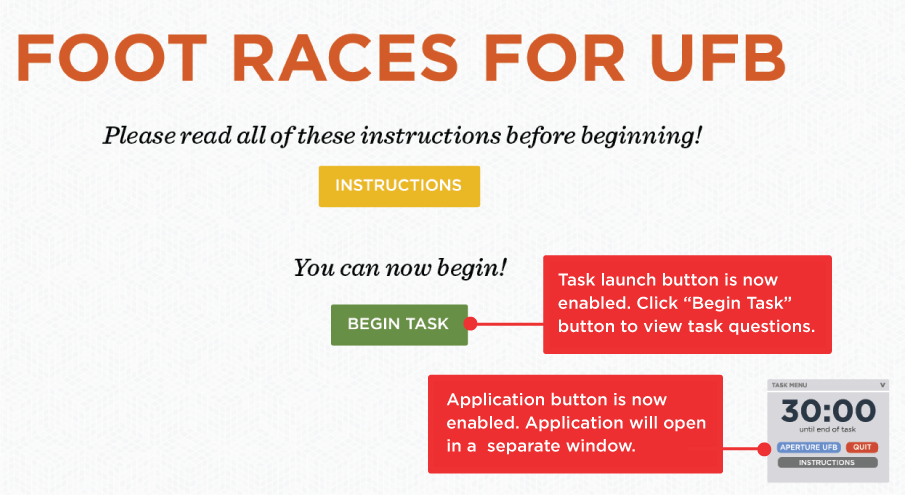 FOOT RACES FOR UFB
Please read all of these instructions before beginning!
INSTRUCTIONS
You can now begin!
BEGIN TASK
Task launch button is now
enabled. Click “Begin Task”
button to view task questions.
Application button is now
enabled. Application will open
in a separate window.
TASK MENU V
30:00
until end of task
APERTURE UFB QUIT
INSTRUCTIONS